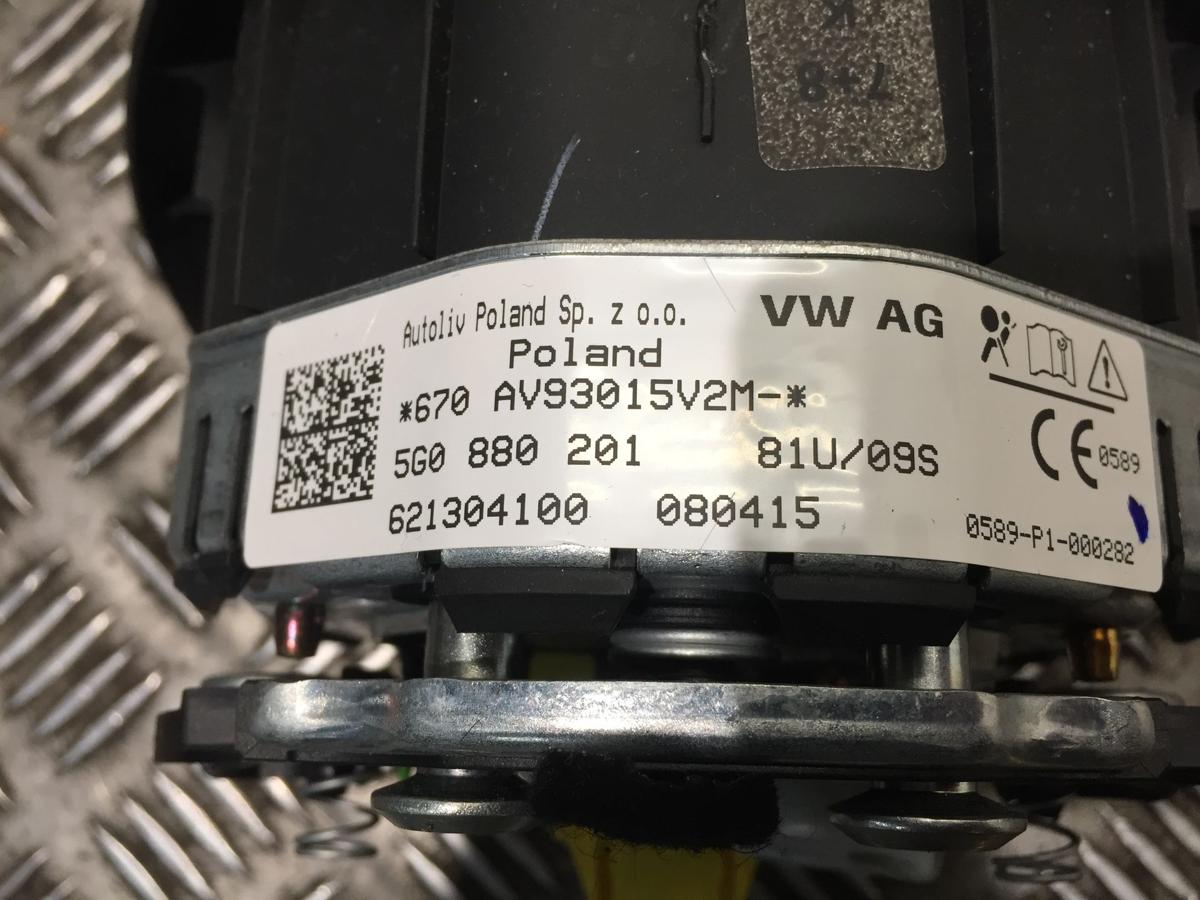 7+8
Autoliv Poland Sp. z o.o.
VW AG
Poland
*670 AV93015V2M-*
5G0 880 201 81U/09S
CE 0589
621304100 080415
0589-P1-000282